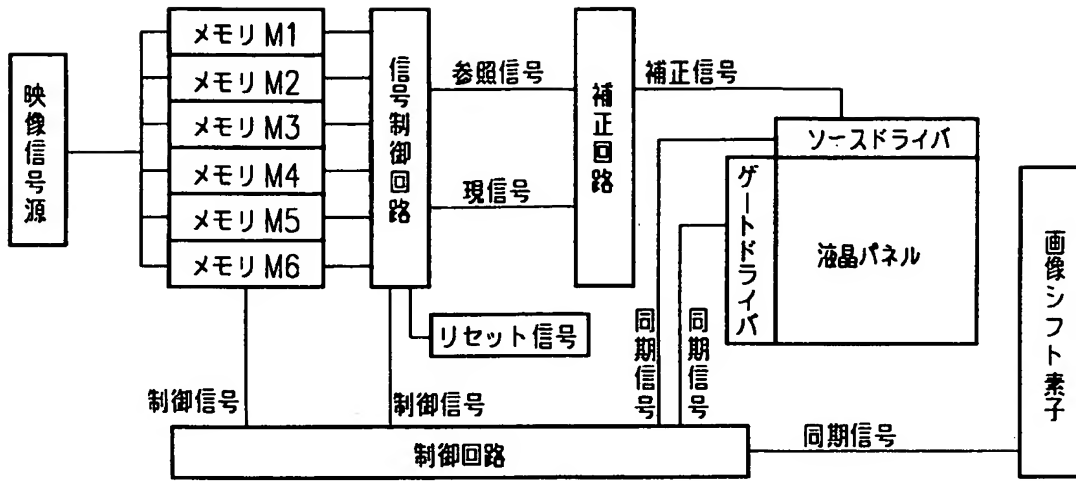 映像信号源
メモリ M1
メモリ M2
メモリ M3
メモリ M4
メモリ M5
メモリ M6
信号制御回路
参照信号
現信号
補正回路
補正信号
ソースドライバ
ゲートドライバ
液晶パネル
画像シフト素子
リセット信号
同期信号
同期信号
制御信号
制御信号
制御回路
同期信号